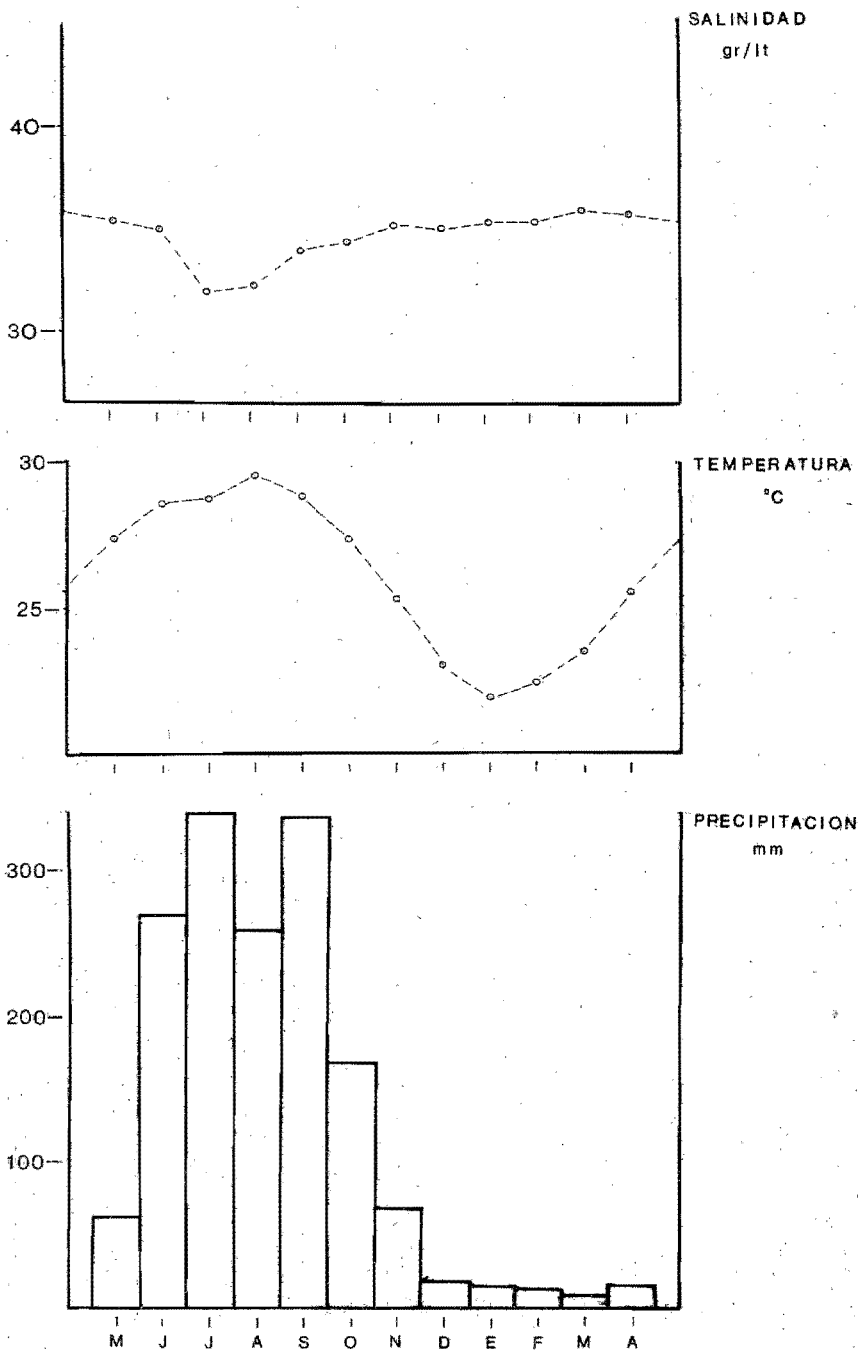 SALINIDAD
gr/lt
40
30
TEMPERATURA
°C
30
25
PRECIPITACION
mm
300
200
100
M J J A S O N D E F M A